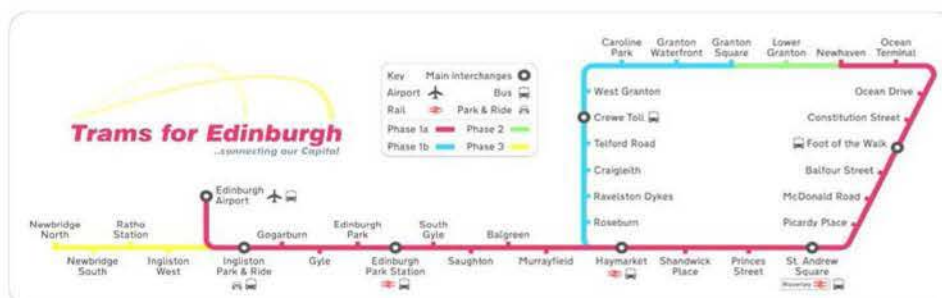 Trams for Edinburgh
..connecting our Capital
Key Main interchanges
Airport Bus
Rail Park & Ride
Phase 1a Phase 2
Phase 1b Phase 3
Caroline
Park
Granton
Waterfront
Granton
Square
Lower
Granton
Newhaven
Ocean
Terminal
West Granton
Crewe Toll
Telford Road
Craigleith
Ravelston Dykes
Roseburn
Ocean Drive
Constitution Street
Foot of the Walk
Balfour Street
McDonald Road
Picardy Place
Edinburgh
Airport
Newbridge
North
Ratho
Station
Gogarburn
Edinburgh
Park
South
Gyle
Balgreen
Newbridge
South
Ingliston
West
Ingliston
Park & Ride
Gyle
Edinburgh
Park Station
Saughton
Murrayfield
Haymarket
Shandwick
Place
Princes
Street
St. Andrew
Square
Waverley